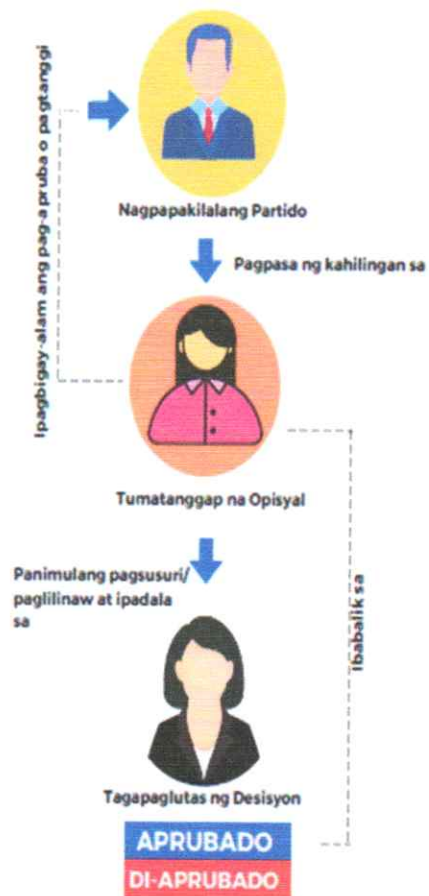 Ipagbigay-alam ang pag-apruba o pagtanggi
Nagpapakilalang Partido
Pagpasa ng kahilingan sa
Tumatanggap na Opisyal
Panimulang pagsusuri/
paglilinaw at ipadala
sa
Ibabalik sa
Tagapaglutas ng Desisyon
APRUBADO
DI-APRUBADO